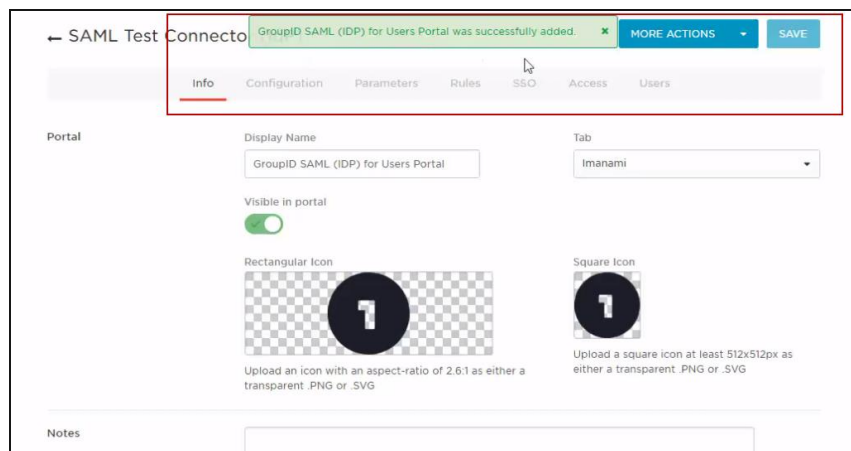 ← SAML Test Connecto
GroupID SAML (IDP) for Users Portal was successfully added. ×
MORE ACTIONS
SAVE
Info Configuration Parameters Rules SSO Access Users
Portal
Display Name
Tab
GroupID SAML (IDP) for Users Portal
Imanami
Visible in portal
Rectangular Icon
Square Icon
1
1
Upload an icon with an aspect-ratio of 2.6:1 as either a
transparent .PNG or .SVG
Upload a square icon at least 512x512px as
either a transparent .PNG or .SVG
Notes